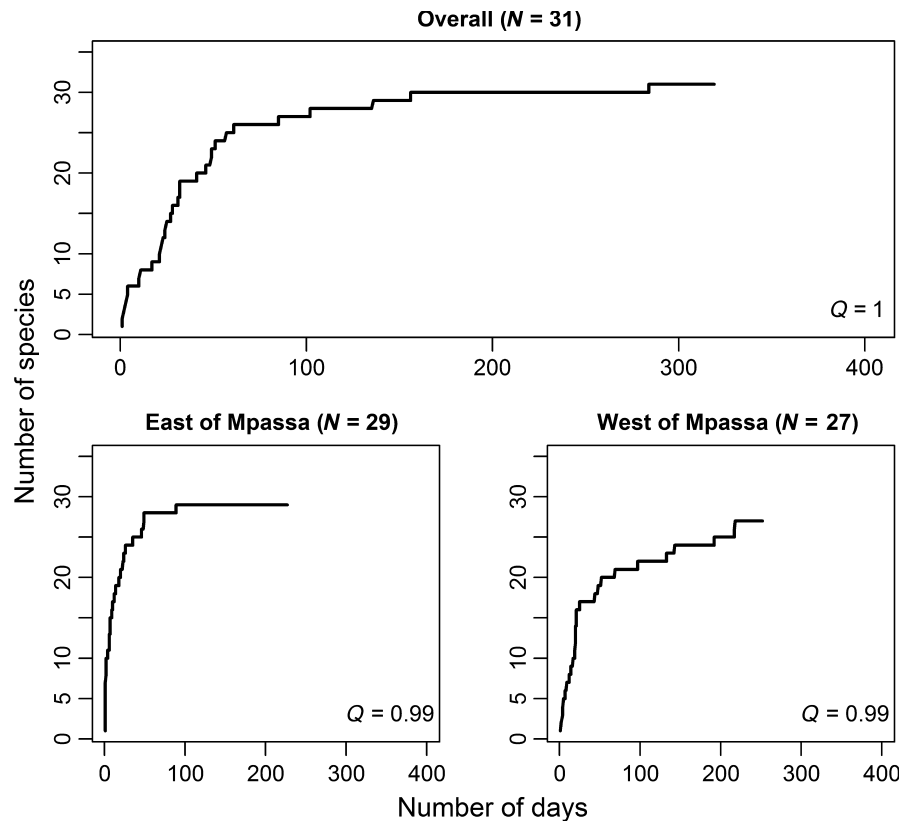 Overall (N = 31)
30
20
10
5
0
Q = 1
0 100 200 300 400
Number of species
East of Mpassa (N = 29)
30
20
10
5
0
Q = 0.99
0 100 200 300 400
West of Mpassa (N = 27)
30
20
10
5
0
Q = 0.99
0 100 200 300 400
Number of days